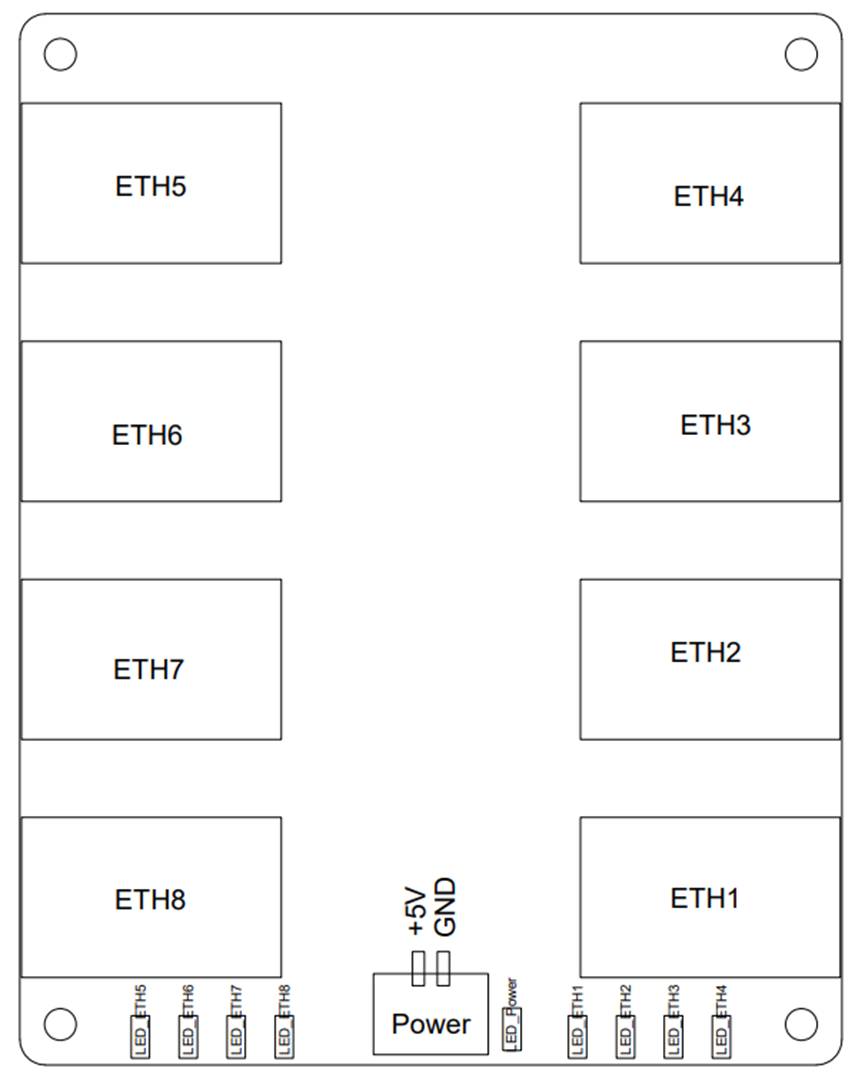 ETH5
ETH4
ETH6
ETH3
ETH7
ETH2
ETH8
ETH1
+5V
GND
Power
LED_ETH5
LED_ETH6
LED_ETH7
LED_ETH8
LED_Power
LED_ETH1
LED_ETH2
LED_ETH3
LED_ETH4